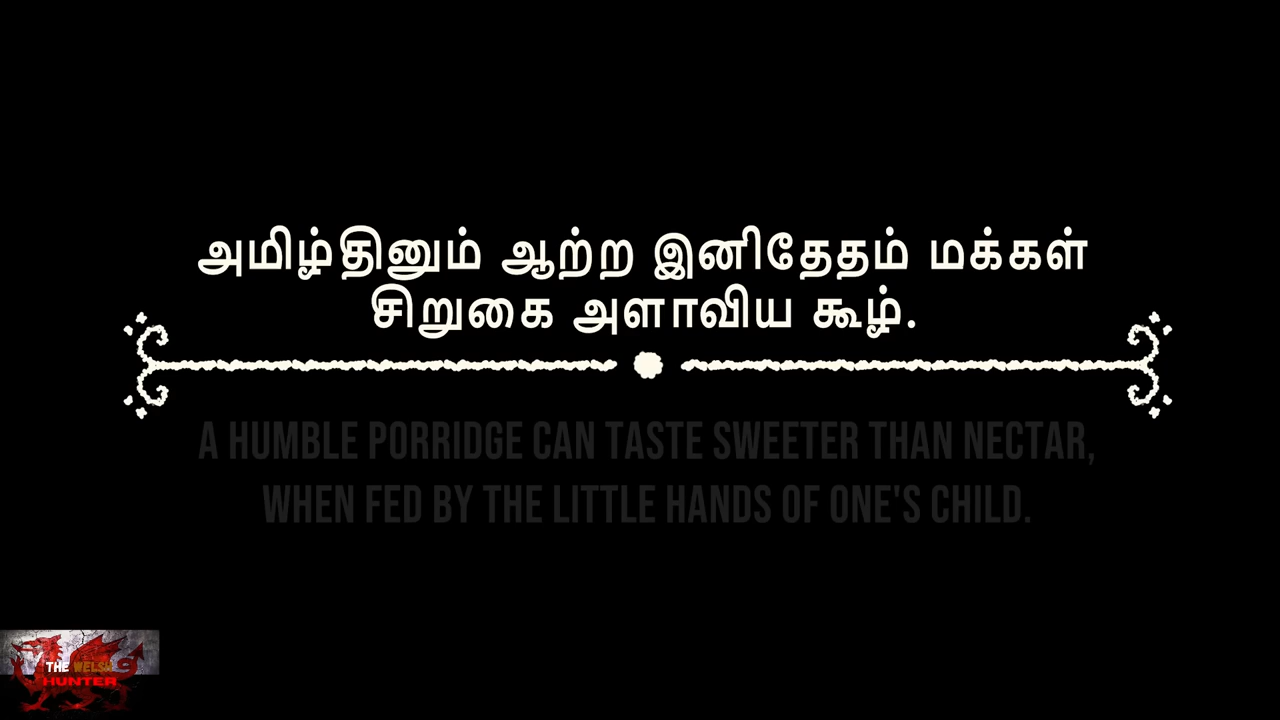 அமிழ்தினும் ஆற்ற இனிதேதம் மக்கள்
சிறுகை அளாவிய கூழ்.
A HUMBLE PORRIDGE CAN TASTE SWEETER THAN NECTAR,
WHEN FED BY THE LITTLE HANDS OF ONE'S CHILD.
THE WELSH
HUNTER